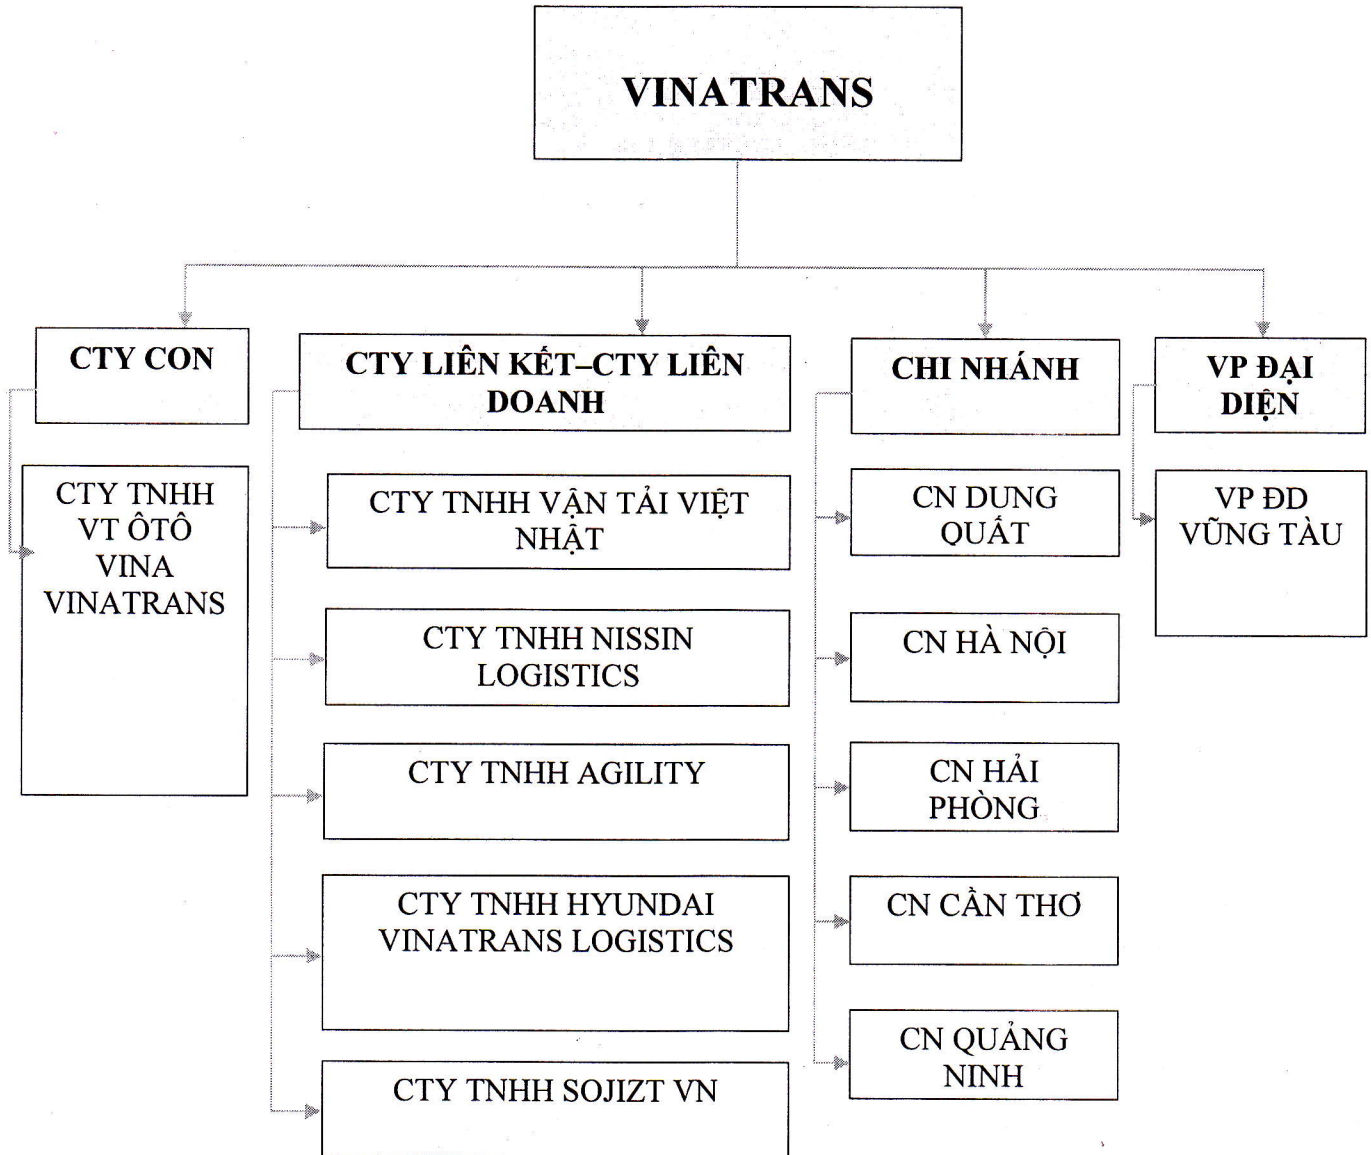 VINATRANS
CTY CON
CTY LIÊN KẾT–CTY LIÊN
DOANH
CHI NHÁNH
VP ĐẠI
DIỆN
CTY TNHH
VT ÔTÔ
VINA
VINATRANS
CTY TNHH VẬN TẢI VIỆT
NHẬT
CTY TNHH NISSIN
LOGISTICS
CTY TNHH AGILITY
CTY TNHH HYUNDAI
VINATRANS LOGISTICS
CTY TNHH SOJIZT VN
CN DUNG
QUẤT
CN HÀ NỘI
CN HẢI
PHÒNG
CN CẦN THƠ
CN QUẢNG
NINH
VP ĐD
VŨNG TÀU